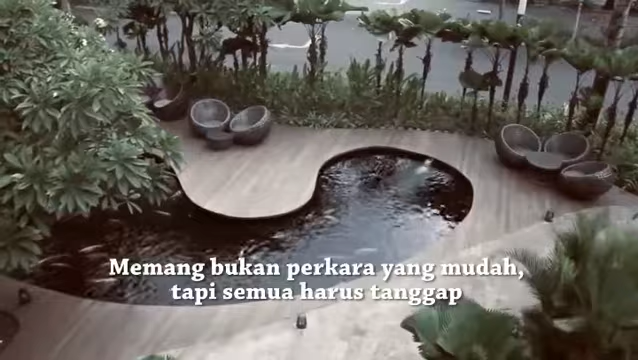 Memang bukan perkara yang mudah,
tapi semua harus tanggap